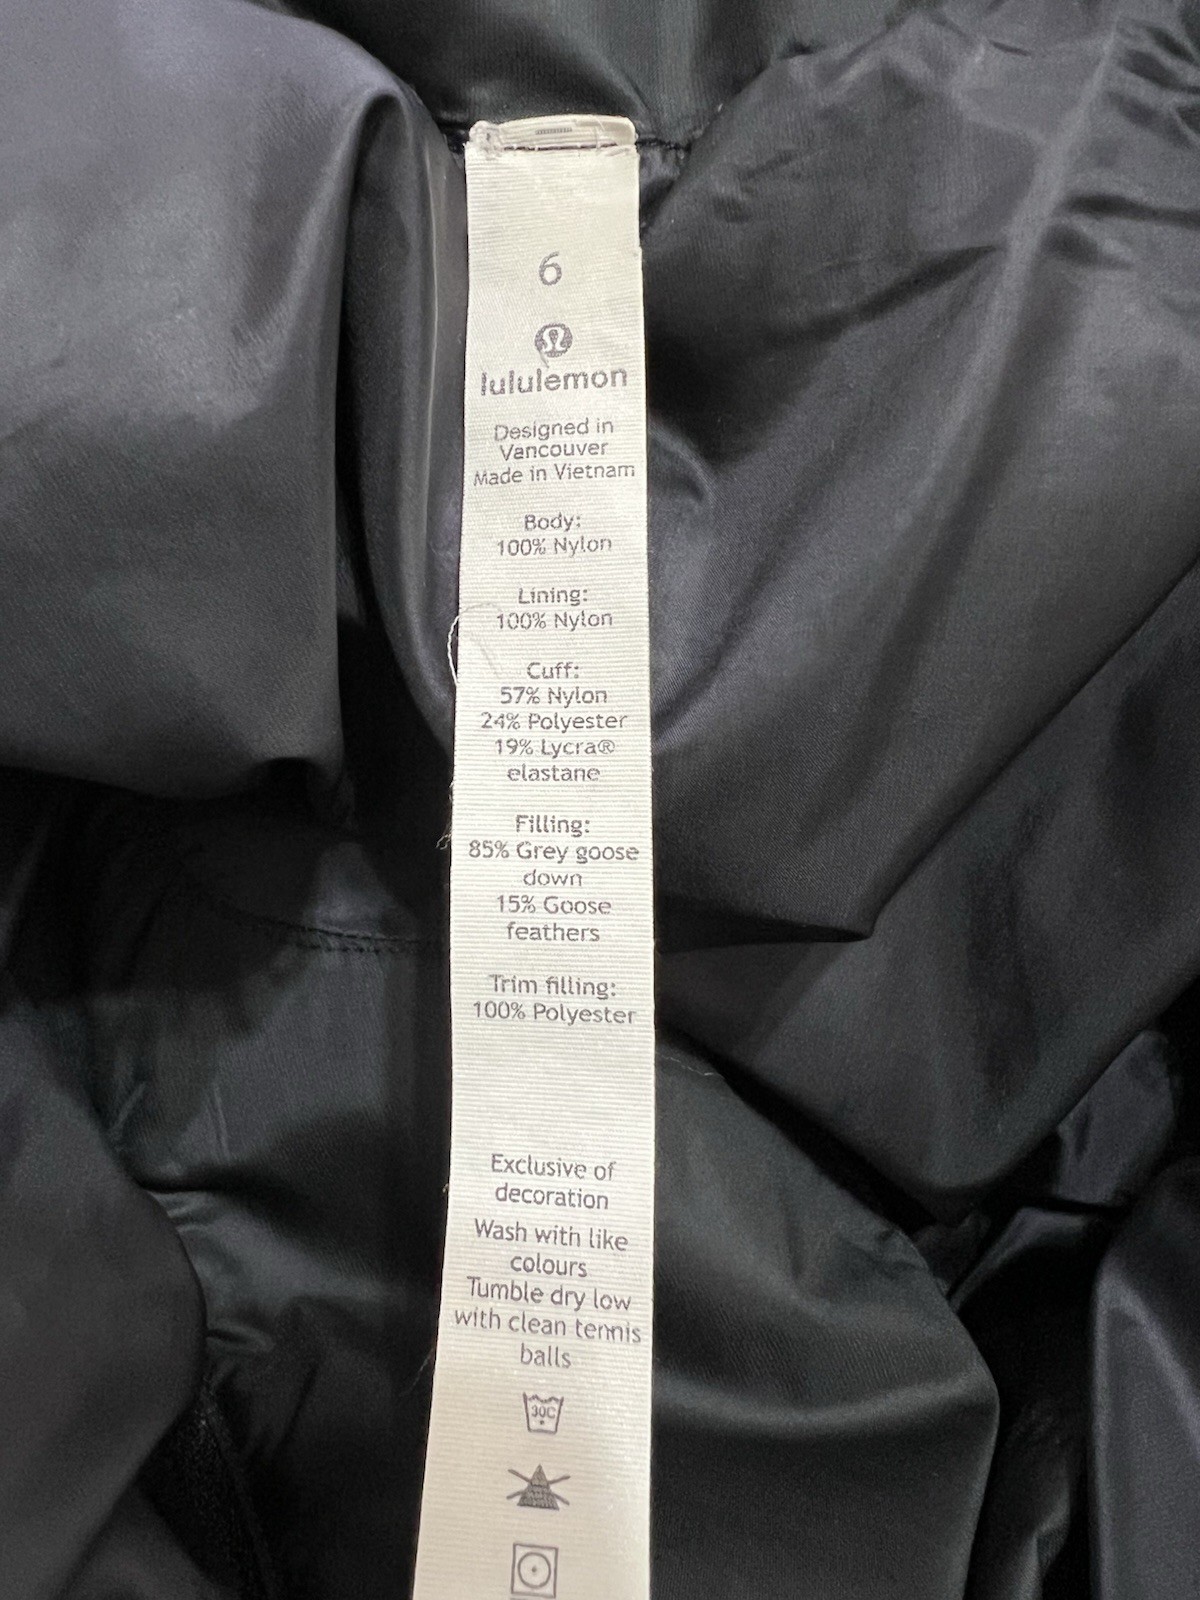 6
lululemon
Designed in
Vancouver
Made in Vietnam
Body:
100% Nylon
Lining:
100% Nylon
Cuff:
57% Nylon
24% Polyester
19% Lycra®
elastane
Filling:
85% Grey goose
down
15% Goose
feathers
Trim filling:
100% Polyester
Exclusive of
decoration
Wash with like
colours
Tumble dry low
with clean tennis
balls
30C